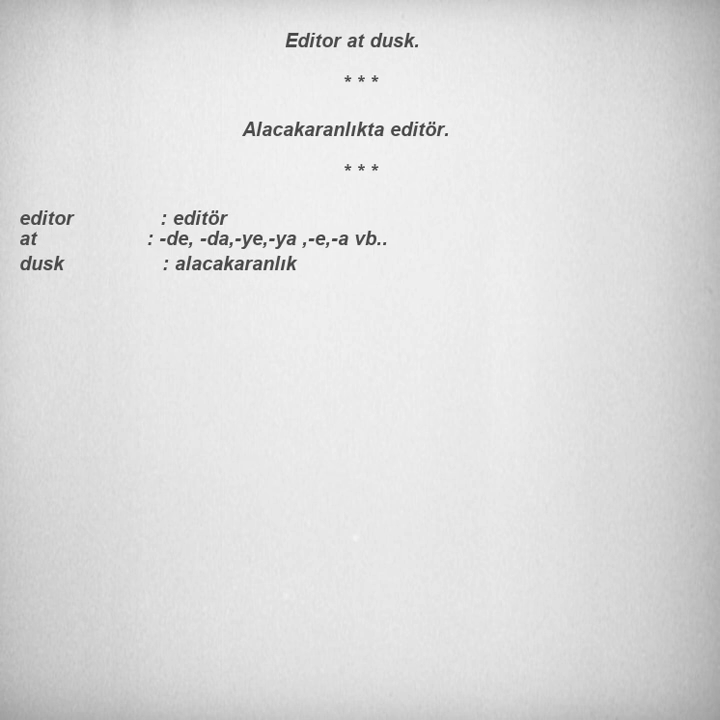 Editor at dusk.
* * *
Alacakaranlıkta editör.
* * *
editor : editör
at : -de, -da,-ye,-ya ,-e,-a vb..
dusk : alacakaranlık